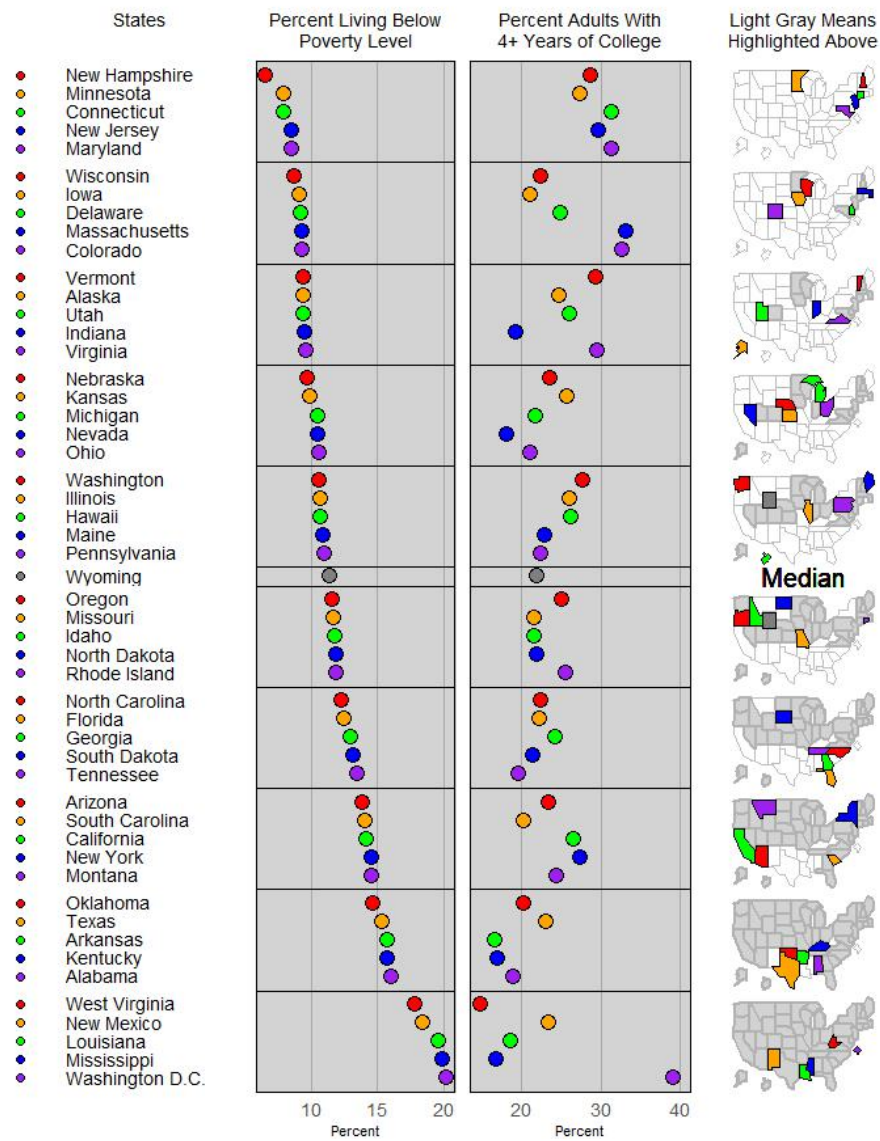 States
Percent Living Below
Poverty Level
Percent Adults With
4+ Years of College
Light Gray Means
Highlighted Above
New Hampshire
Minnesota
Connecticut
New Jersey
Maryland
Wisconsin
Iowa
Delaware
Massachusetts
Colorado
Vermont
Alaska
Utah
Indiana
Virginia
Nebraska
Kansas
Michigan
Nevada
Ohio
Washington
Illinois
Hawaii
Maine
Pennsylvania
Wyoming
Median
Oregon
Missouri
Idaho
North Dakota
Rhode Island
North Carolina
Florida
Georgia
South Dakota
Tennessee
Arizona
South Carolina
California
New York
Montana
Oklahoma
Texas
Arkansas
Kentucky
Alabama
West Virginia
New Mexico
Louisiana
Mississippi
Washington D.C.
10 15 20
20 30 40
Percent
Percent